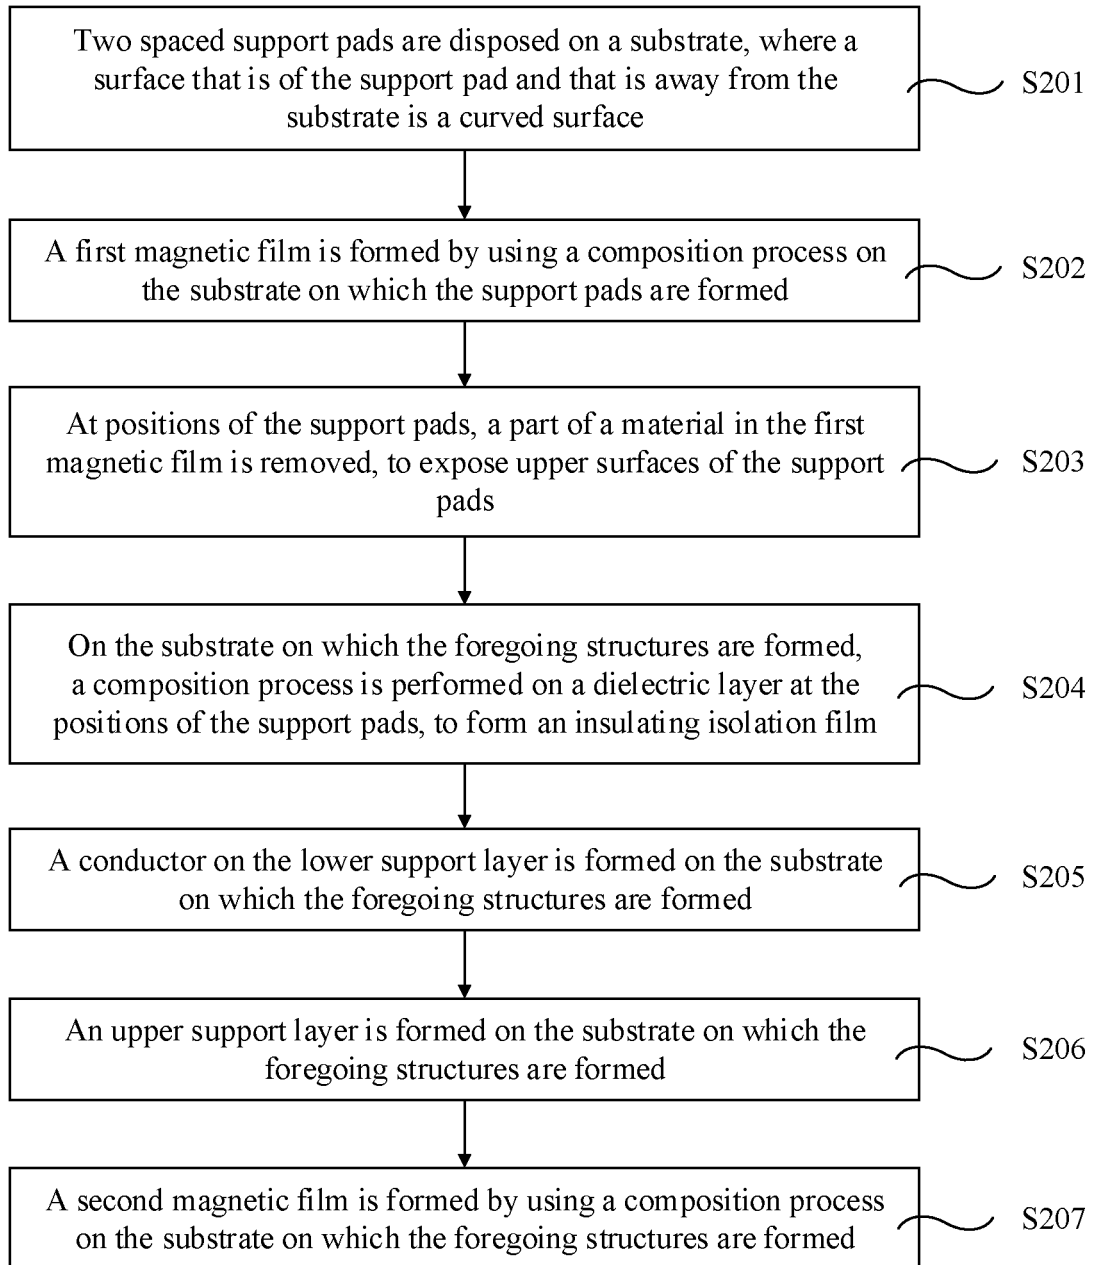 Two spaced support pads are disposed on a substrate, where a
surface that is of the support pad and that is away from the
substrate is a curved surface
S201
A first magnetic film is formed by using a composition process on
the substrate on which the support pads are formed
S202
At positions of the support pads, a part of a material in the first
magnetic film is removed, to expose upper surfaces of the support
pads
S203
On the substrate on which the foregoing structures are formed,
a composition process is performed on a dielectric layer at the
positions of the support pads, to form an insulating isolation film
S204
A conductor on the lower support layer is formed on the substrate
on which the foregoing structures are formed
S205
An upper support layer is formed on the substrate on which the
foregoing structures are formed
S206
A second magnetic film is formed by using a composition process
on the substrate on which the foregoing structures are formed
S207